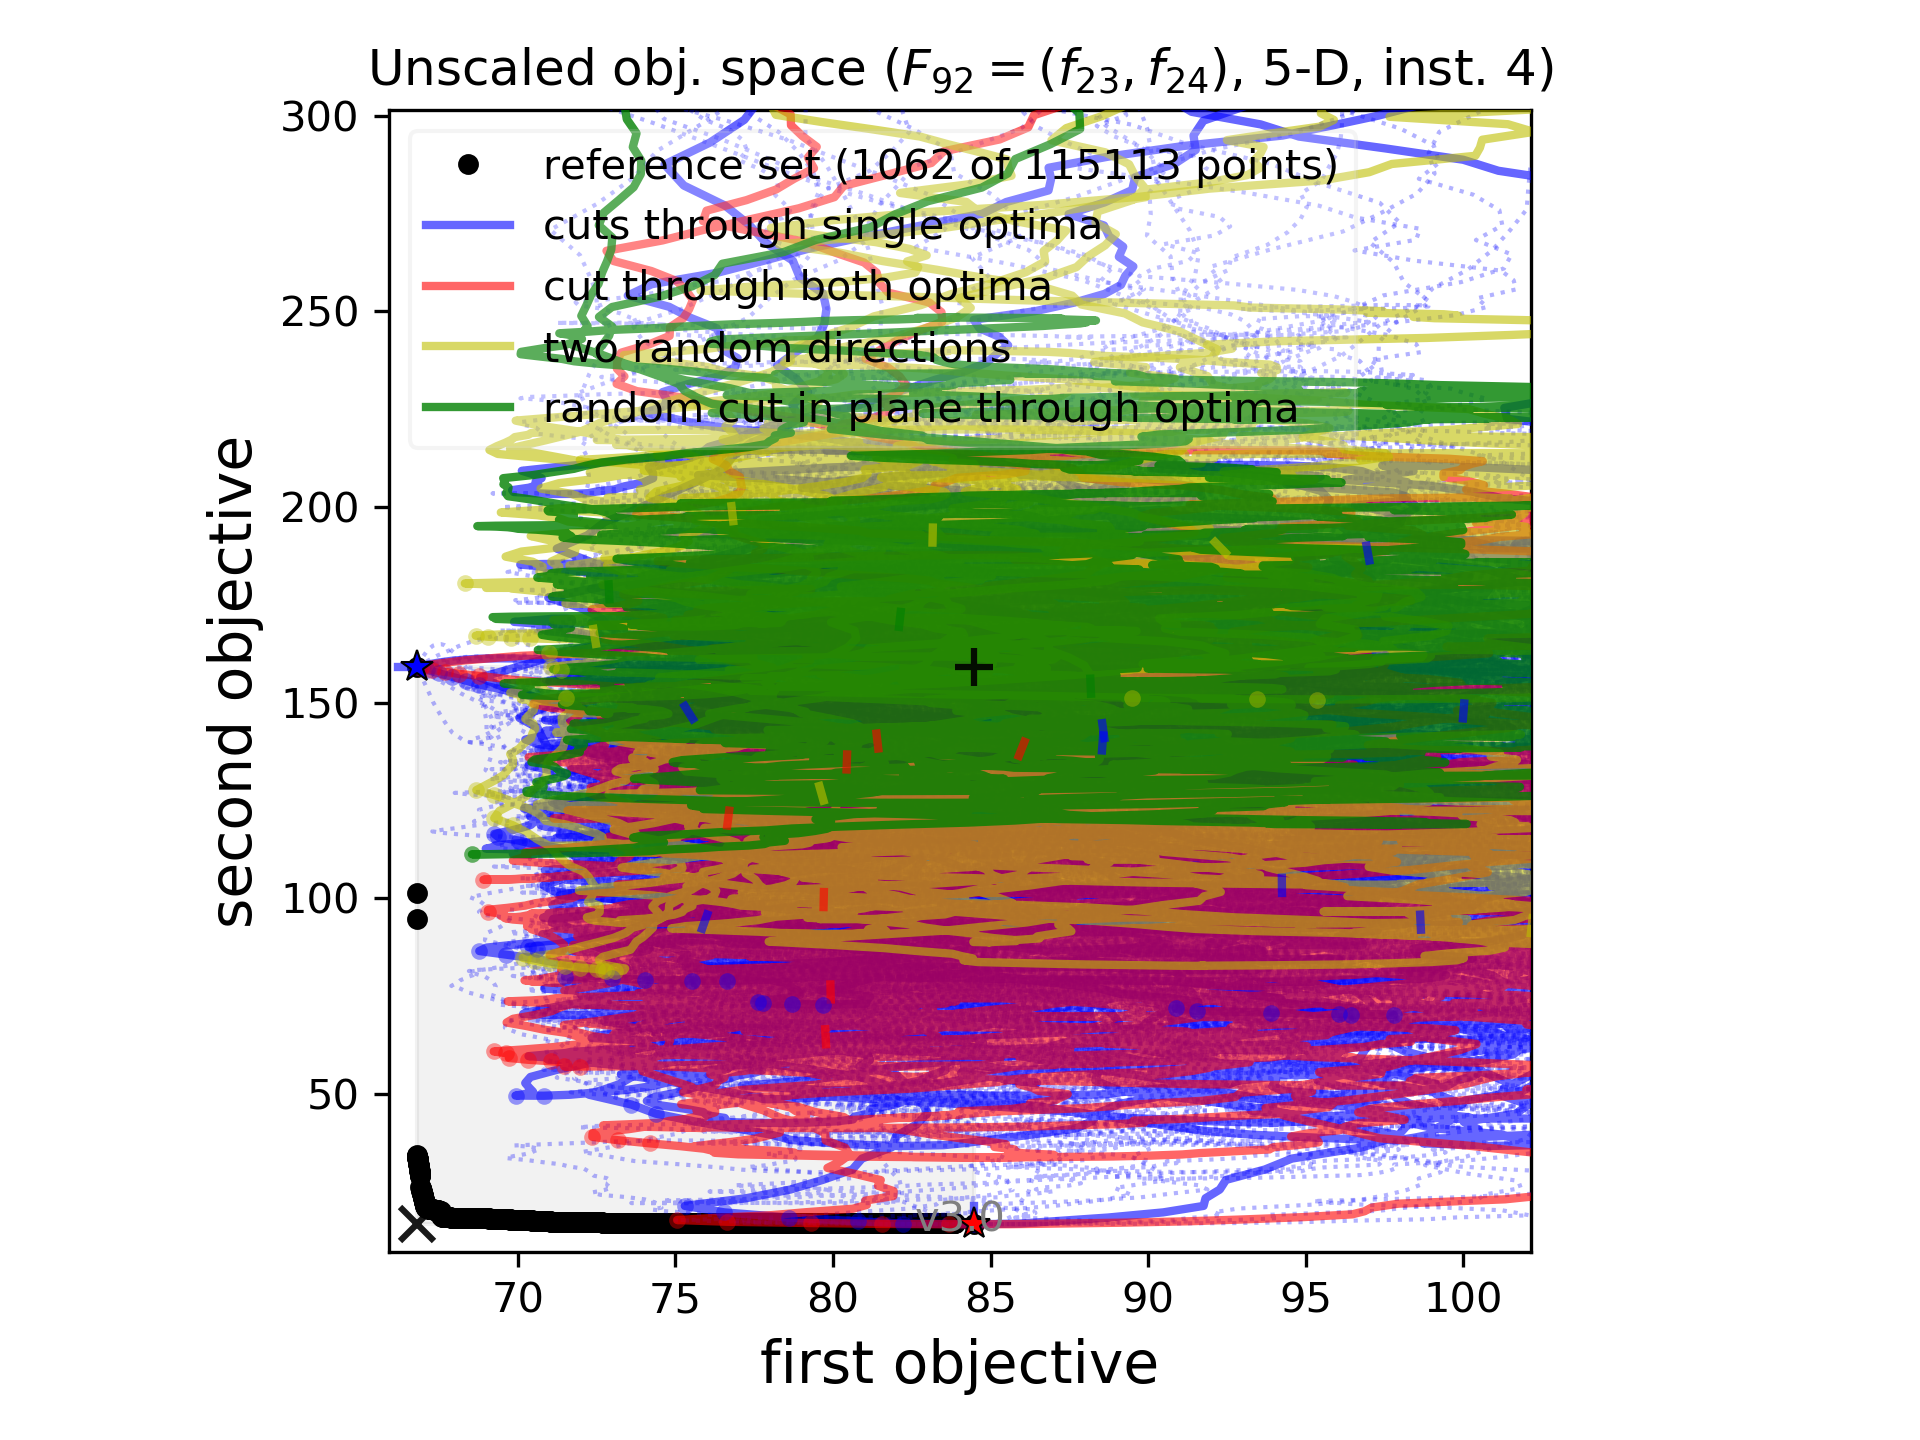 Unscaled obj. space (F92 = (f23, f24), 5-D, inst. 4)
reference set (1062 of 115113 points)
cuts through single optima
cut through both optima
two random directions
random cut in plane through optima
second objective
300
250
200
150
100
50
v3.0
70 75 80 85 90 95 100
first objective